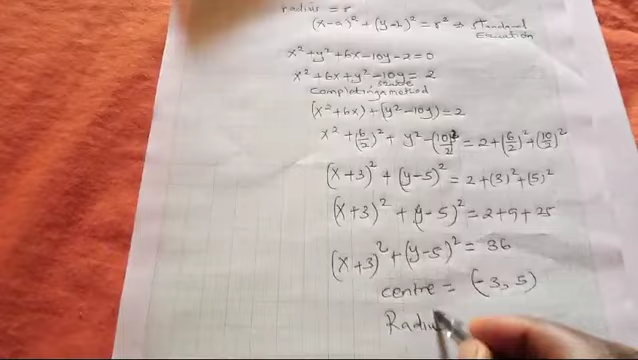 radius = r
(x-a)² + (y-b)² = r² => standard Equation
x² + y² + 6x - 10y - 2 = 0
x² + 6x + y² - 10y = 2
Completing square method
(x² + 6x) + (y² - 10y) = 2
x² + (6/2)² + y² - (10/2)² = 2 + (6/2)² + (10/2)²
(x+3)² + (y-5)² = 2 + (3)² + (5)²
(x+3)² + (y-5)² = 2 + 9 + 25
(x+3)² + (y-5)² = 36
centre = (-3, 5)
Radiu